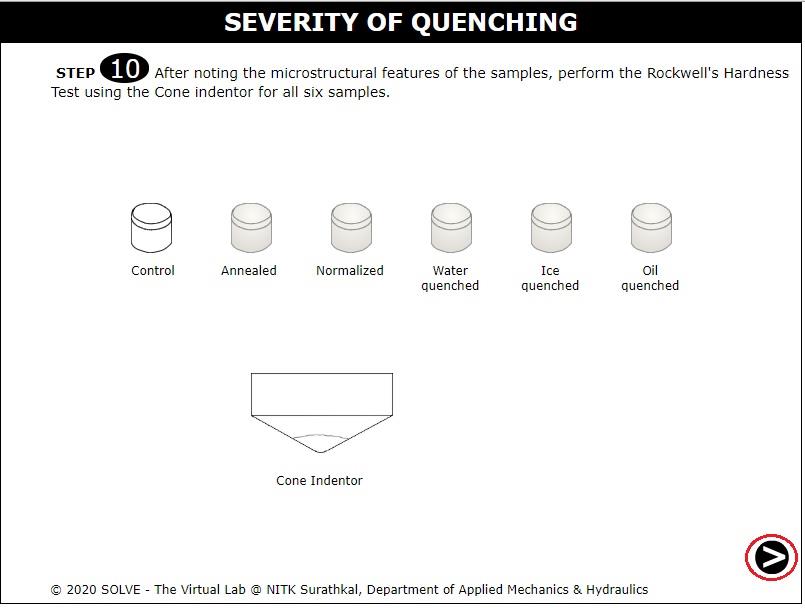 SEVERITY OF QUENCHING
STEP 10 After noting the microstructural features of the samples, perform the Rockwell's Hardness
Test using the Cone indentor for all six samples.
Control Annealed Normalized Water quenched Ice quenched Oil quenched
Cone Indentor
>
© 2020 SOLVE - The Virtual Lab @ NITK Surathkal, Department of Applied Mechanics & Hydraulics